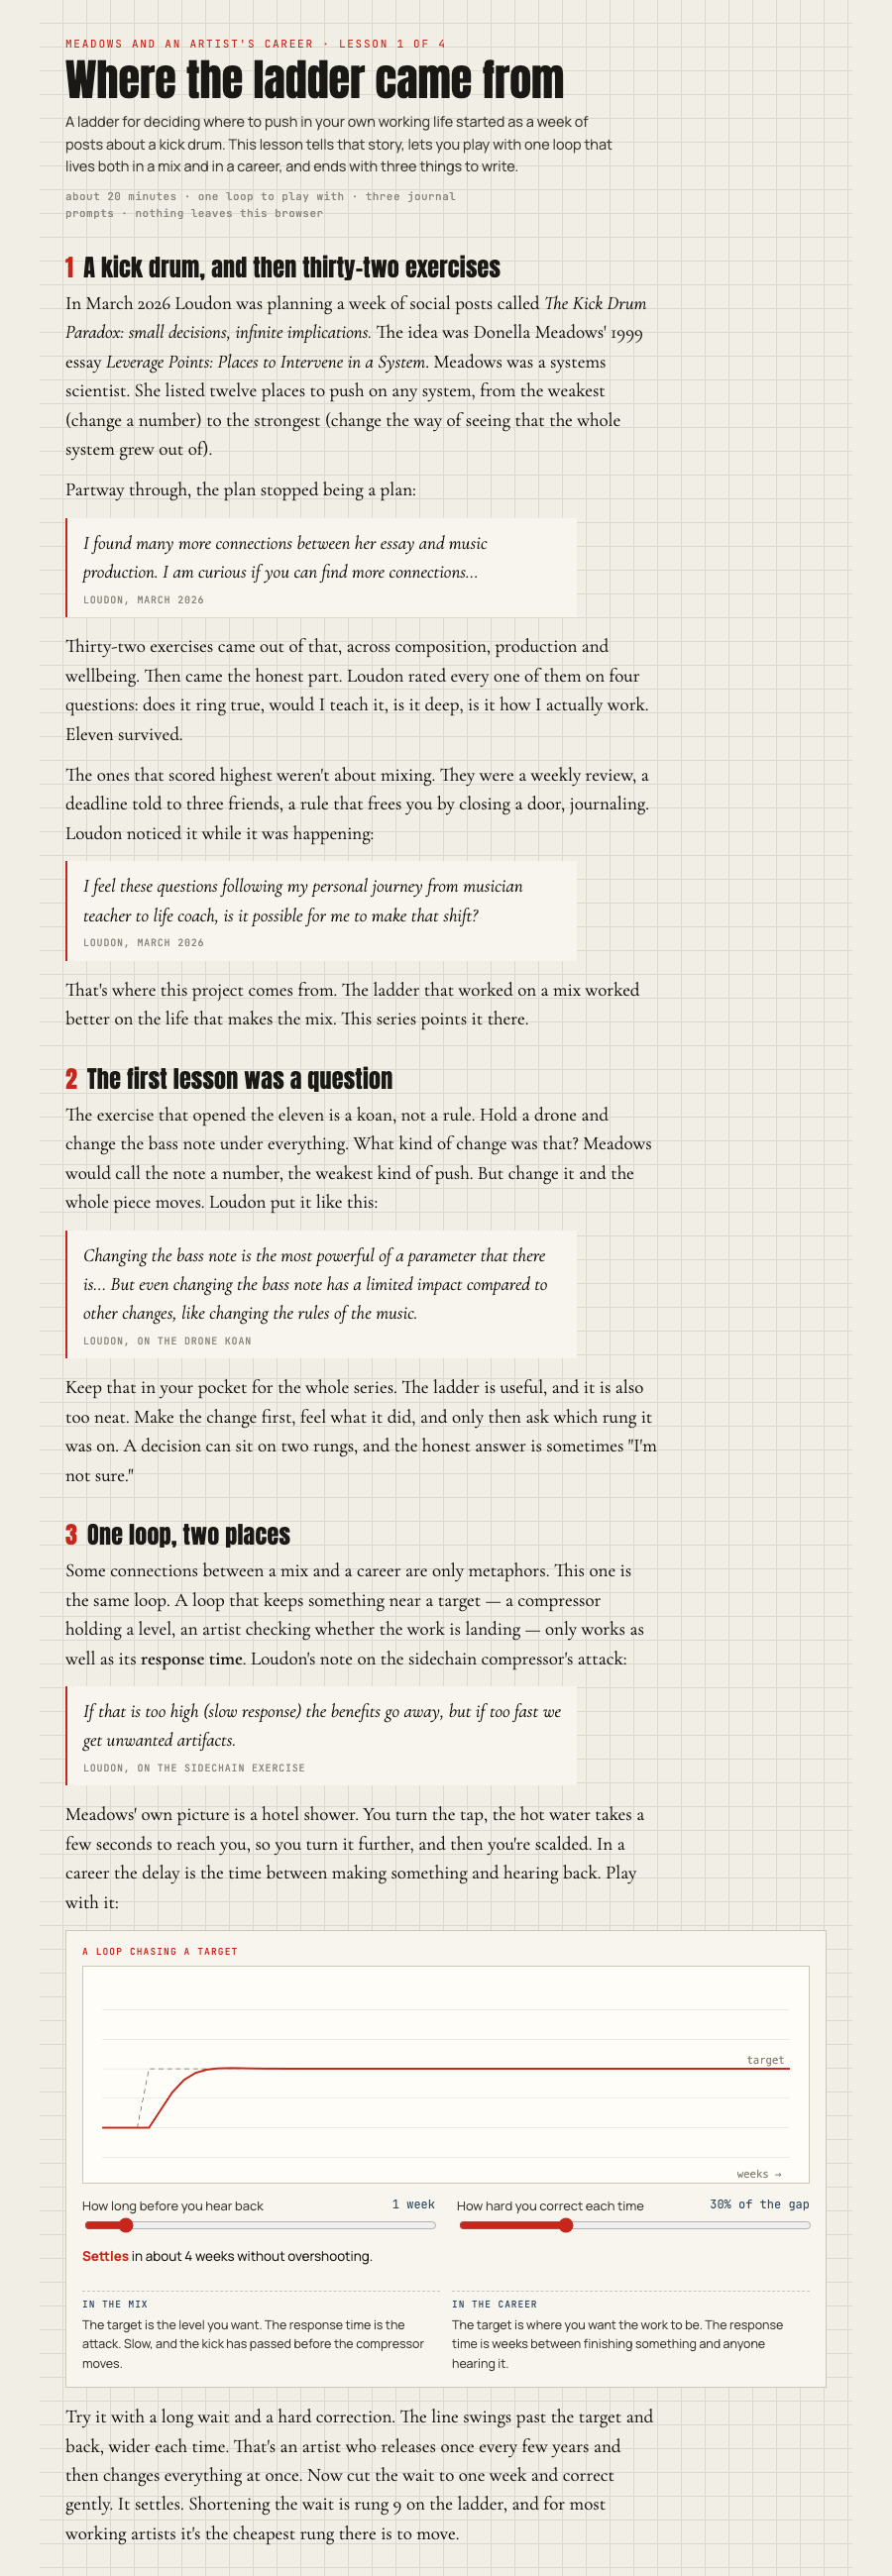 MEADOWS AND AN ARTIST'S CAREER · LESSON 1 OF 4
Where the ladder came from
A ladder for deciding where to push in your own working life started as a week of
posts about a kick drum. This lesson tells that story, lets you play with one loop that
lives both in a mix and in a career, and ends with three things to write.
about 20 minutes · one loop to play with · three journal
prompts · nothing leaves this browser
1 A kick drum, and then thirty-two exercises
In March 2026 Loudon was planning a week of social posts called The Kick Drum
Paradox: small decisions, infinite implications. The idea was Donella Meadows' 1999
essay Leverage Points: Places to Intervene in a System. Meadows was a systems
scientist. She listed twelve places to push on any system, from the weakest
(change a number) to the strongest (change the way of seeing that the whole
system grew out of).
Partway through, the plan stopped being a plan:
I found many more connections between her essay and music
production. I am curious if you can find more connections...
LOUDON, MARCH 2026
Thirty-two exercises came out of that, across composition, production and
wellbeing. Then came the honest part. Loudon rated every one of them on four
questions: does it ring true, would I teach it, is it deep, is it how I actually work.
Eleven survived.
The ones that scored highest weren't about mixing. They were a weekly review, a
deadline told to three friends, a rule that frees you by closing a door, journaling.
Loudon noticed it while it was happening:
I feel these questions following my personal journey from musician
teacher to life coach, is it possible for me to make that shift?
LOUDON, MARCH 2026
That's where this project comes from. The ladder that worked on a mix worked
better on the life that makes the mix. This series points it there.
2 The first lesson was a question
The exercise that opened the eleven is a koan, not a rule. Hold a drone and
change the bass note under everything. What kind of change was that? Meadows
would call the note a number, the weakest kind of push. But change it and the
whole piece moves. Loudon put it like this:
Changing the bass note is the most powerful of a parameter that there
is... But even changing the bass note has a limited impact compared to
other changes, like changing the rules of the music.
LOUDON, ON THE DRONE KOAN
Keep that in your pocket for the whole series. The ladder is useful, and it is also
too neat. Make the change first, feel what it did, and only then ask which rung it
was on. A decision can sit on two rungs, and the honest answer is sometimes "I'm
not sure."
3 One loop, two places
Some connections between a mix and a career are only metaphors. This one is
the same loop. A loop that keeps something near a target — a compressor
holding a level, an artist checking whether the work is landing — only works as
well as its response time. Loudon's note on the sidechain compressor's attack:
If that is too high (slow response) the benefits go away, but if too fast we
get unwanted artifacts.
LOUDON, ON THE SIDECHAIN EXERCISE
Meadows' own picture is a hotel shower. You turn the tap, the hot water takes a
few seconds to reach you, so you turn it further, and then you're scalded. In a
career the delay is the time between making something and hearing back. Play
with it:
A LOOP CHASING A TARGET
target
weeks →
How long before you hear back 1 week
How hard you correct each time 30% of the gap
Settles in about 4 weeks without overshooting.
IN THE MIX
The target is the level you want. The response time is the
attack. Slow, and the kick has passed before the compressor
moves.
IN THE CAREER
The target is where you want the work to be. The response
time is weeks between finishing something and anyone
hearing it.
Try it with a long wait and a hard correction. The line swings past the target and
back, wider each time. That's an artist who releases once every few years and
then changes everything at once. Now cut the wait to one week and correct
gently. It settles. Shortening the wait is rung 9 on the ladder, and for most
working artists it's the cheapest rung there is to move.